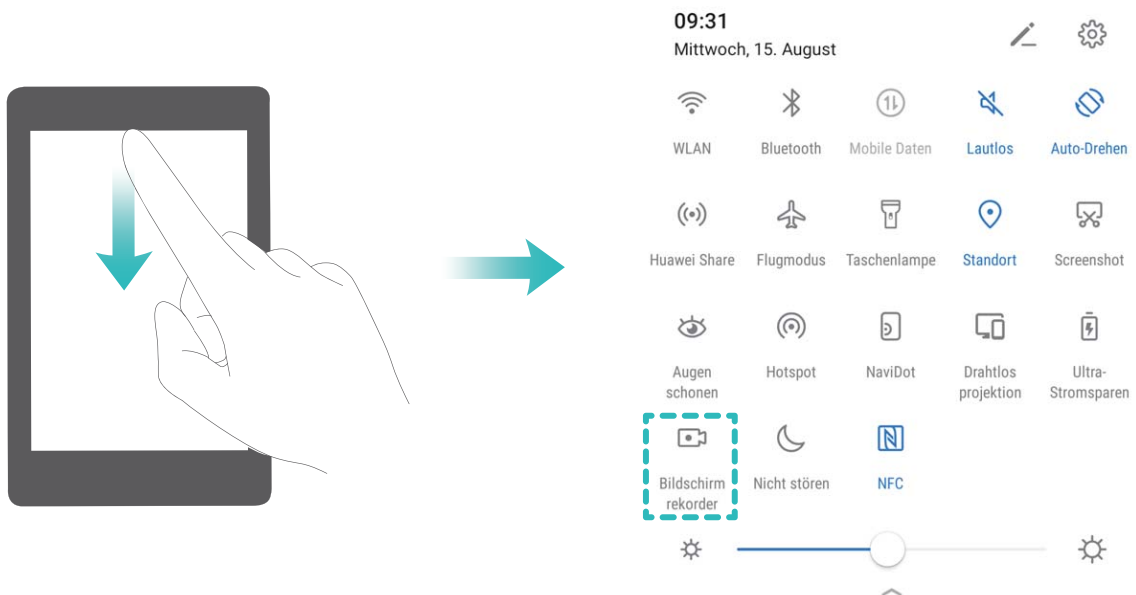 09:31
Mittwoch, 15. August
WLAN Bluetooth Mobile Daten Lautlos Auto-Drehen
Huawei Share Flugmodus Taschenlampe Standort Screenshot
Augen Hotspot NaviDot Drahtlos Ultra-
schonen projektion Stromsparen
Bildschirm Nicht stören NFC
rekorder